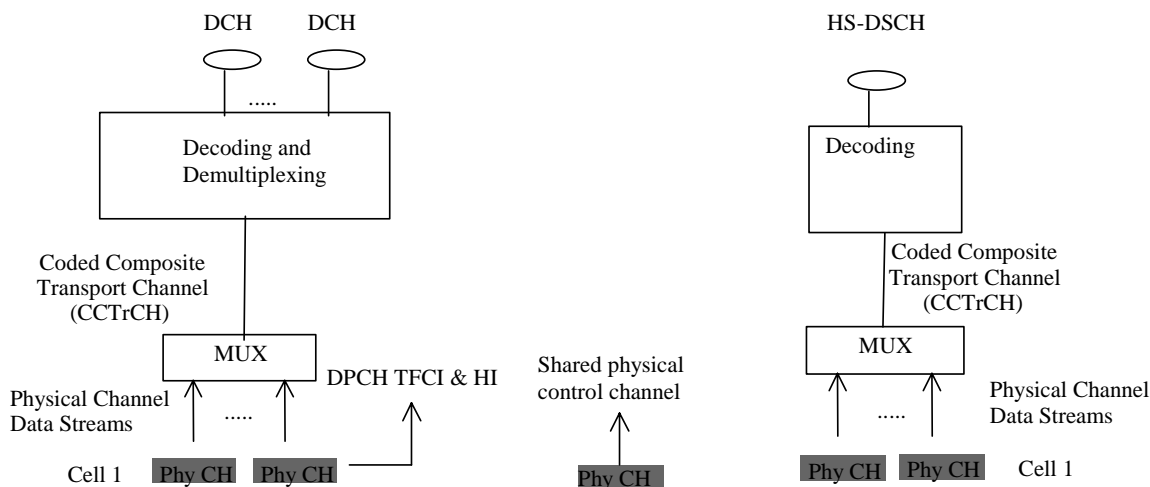 DCH
DCH
HS-DSCH
.....
Decoding and
Demultiplexing
Decoding
Coded Composite
Transport Channel
(CCTrCH)
Coded Composite
Transport Channel
(CCTrCH)
MUX
MUX
DPCH TFCI & HI
Shared physical
control channel
Physical Channel
Data Streams
.....
.....
Physical Channel
Data Streams
Cell 1
Phy CH
Phy CH
Phy CH
Phy CH
Phy CH
Cell 1